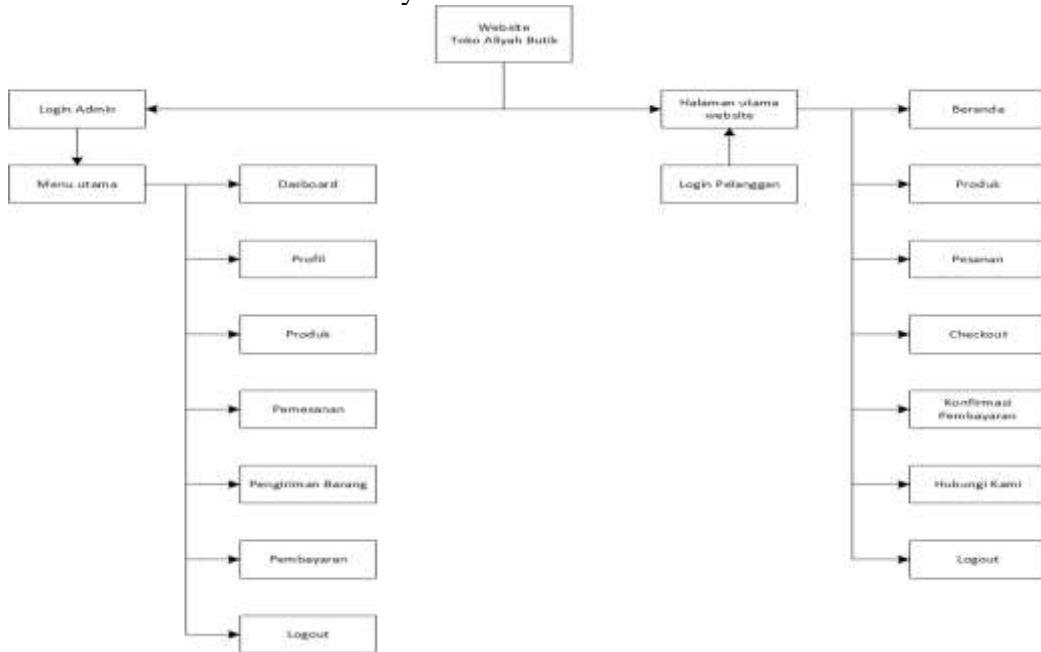 Website
Toko Aliyah Butik
Login Admin
Halaman utama
website
Beranda
Menu utama
Dasboard
Login Pelanggan
Produk
Profil
Pesanan
Produk
Checkout
Pemesanan
Konfirmasi
Pembayaran
Pengiriman Barang
Hubungi Kami
Pembayaran
Logout
Logout